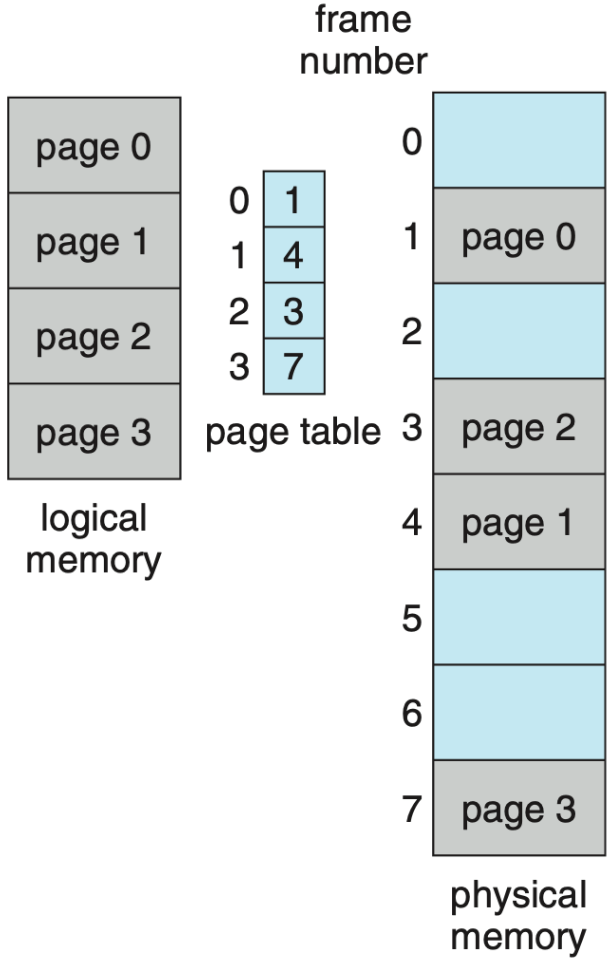 frame
number
page 0
page 1
page 2
page 3
logical
memory
0 1
1 4
2 3
3 7
page table
0
1 page 0
2
3 page 2
4 page 1
5
6
7 page 3
physical
memory